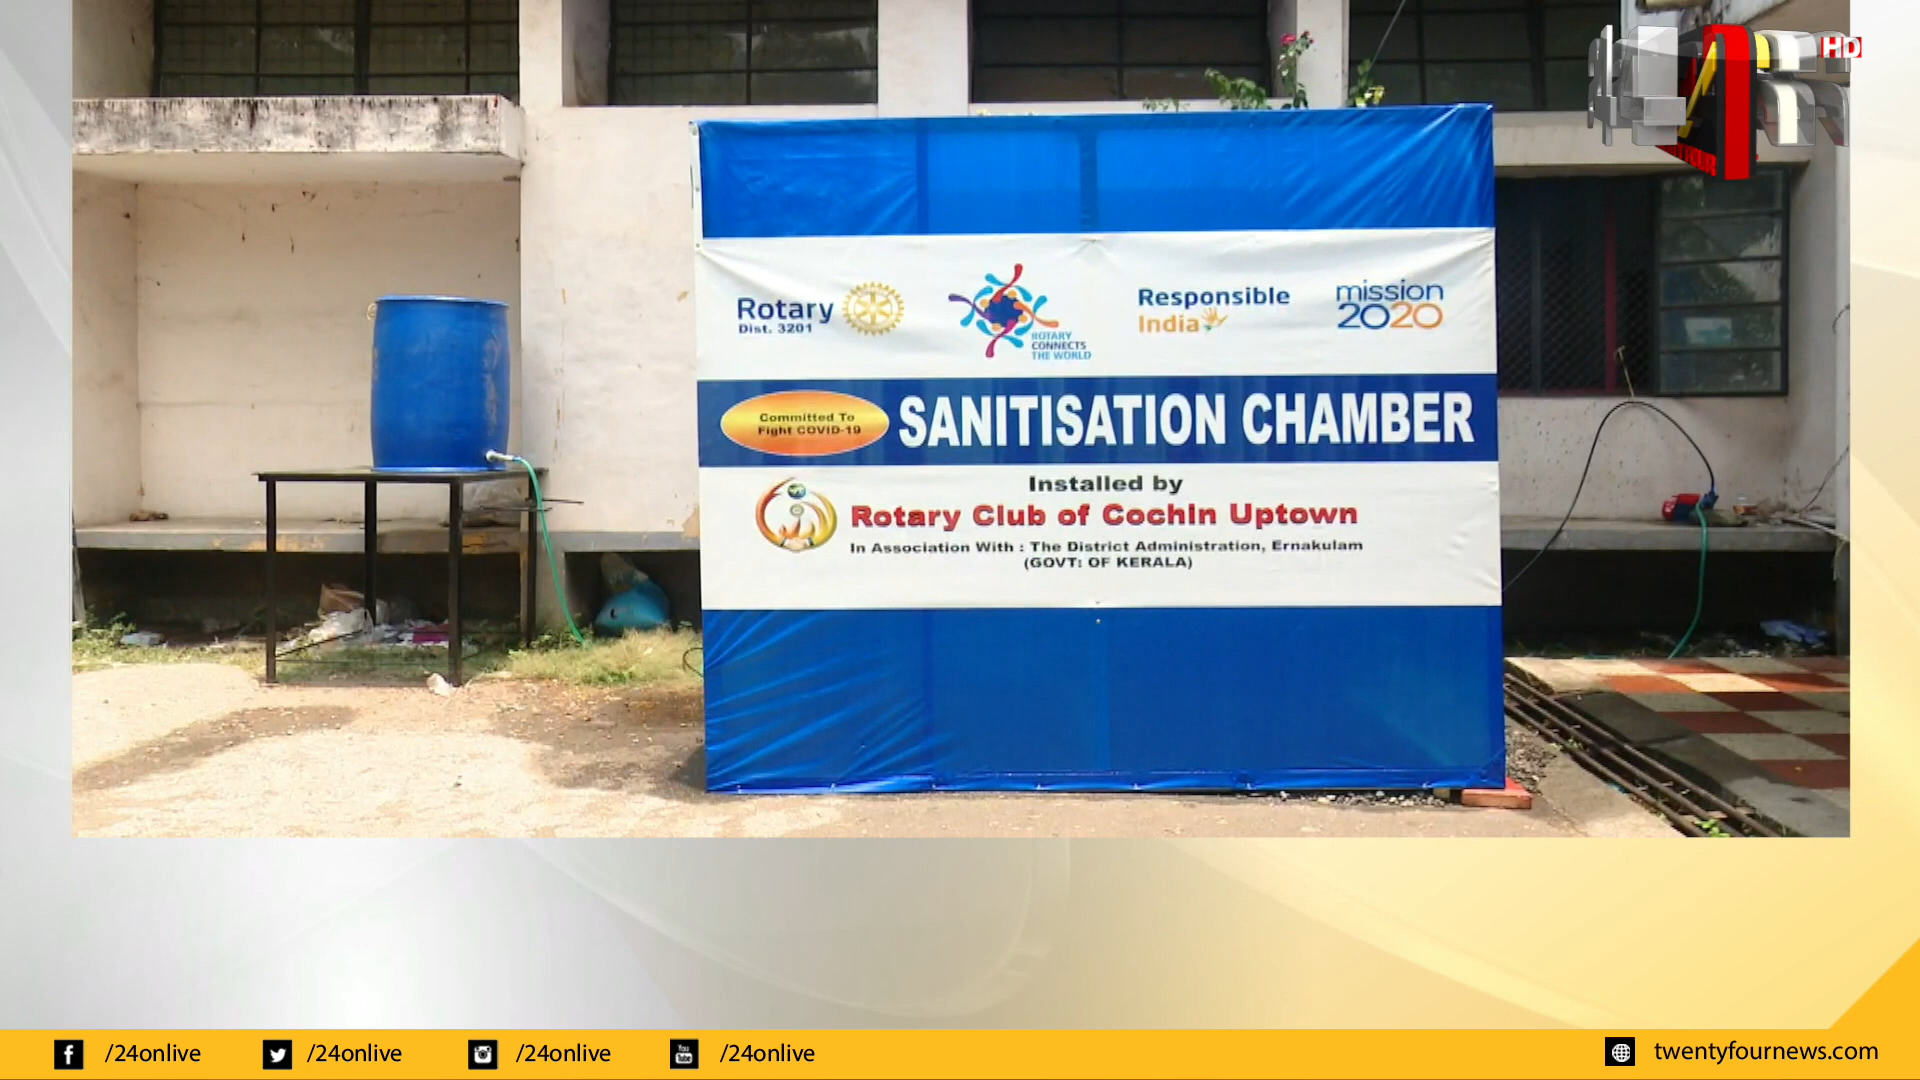 HD
Rotary
Dist. 3201
ROTARY
CONNECTS
THE WORLD
Responsible
India
mission
2020
Committed To
Fight COVID-19
SANITISATION CHAMBER
Installed by
Rotary Club of Cochin Uptown
In Association With : The District Administration, Ernakulam
(GOVT: OF KERALA)
/24onlive
/24onlive
You
Tube
/24onlive
/24onlive
twentyfournews.com